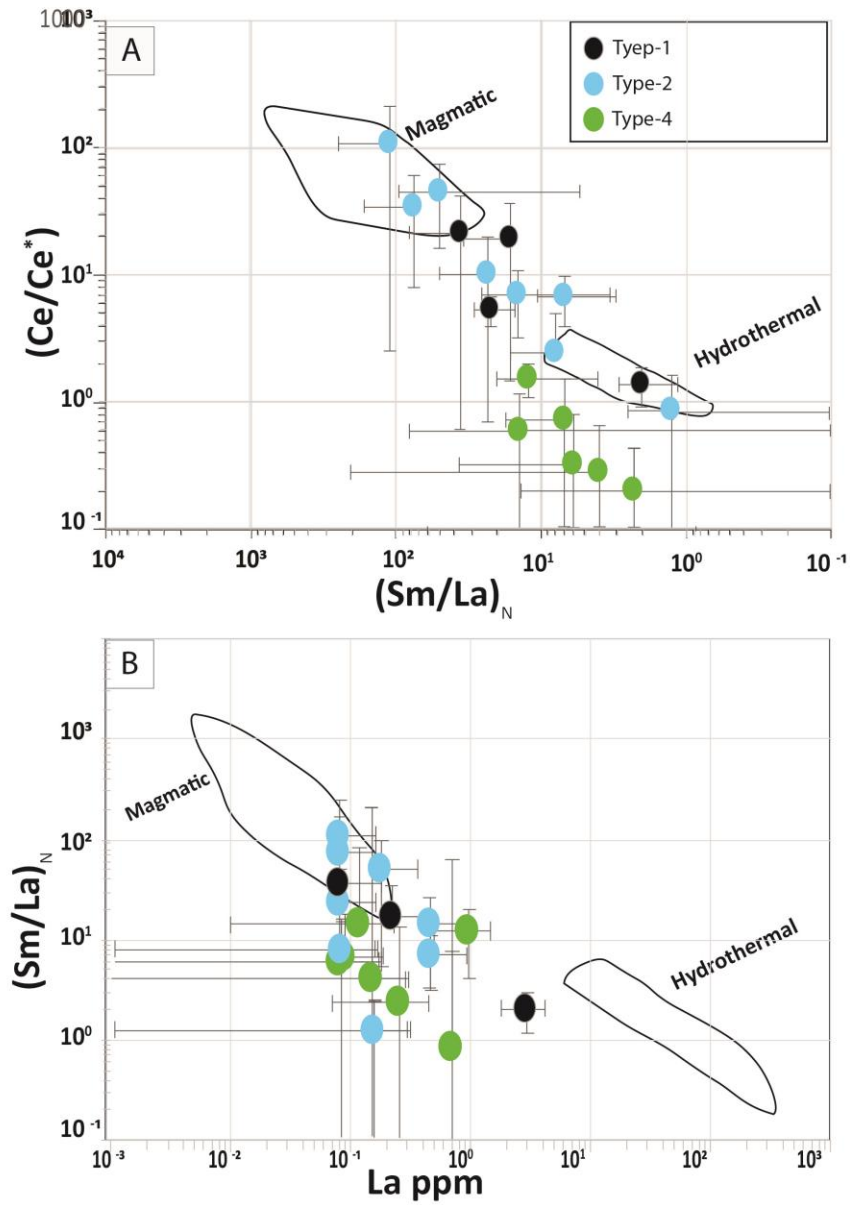 10⁰10³
A
Tyep-1
Type-2
Type-4
Magmatic
10²
(Ce/Ce*)
10¹
Hydrothermal
10⁰
10⁻¹
10⁴ 10³ 10² 10¹ 10⁰ 10⁻¹
(Sm/La)N
B
10³
Magmatic
10²
(Sm/La)N
10¹
Hydrothermal
10⁰
10⁻¹
10⁻³ 10⁻² 10⁻¹ 10⁰ 10¹ 10² 10³
La ppm